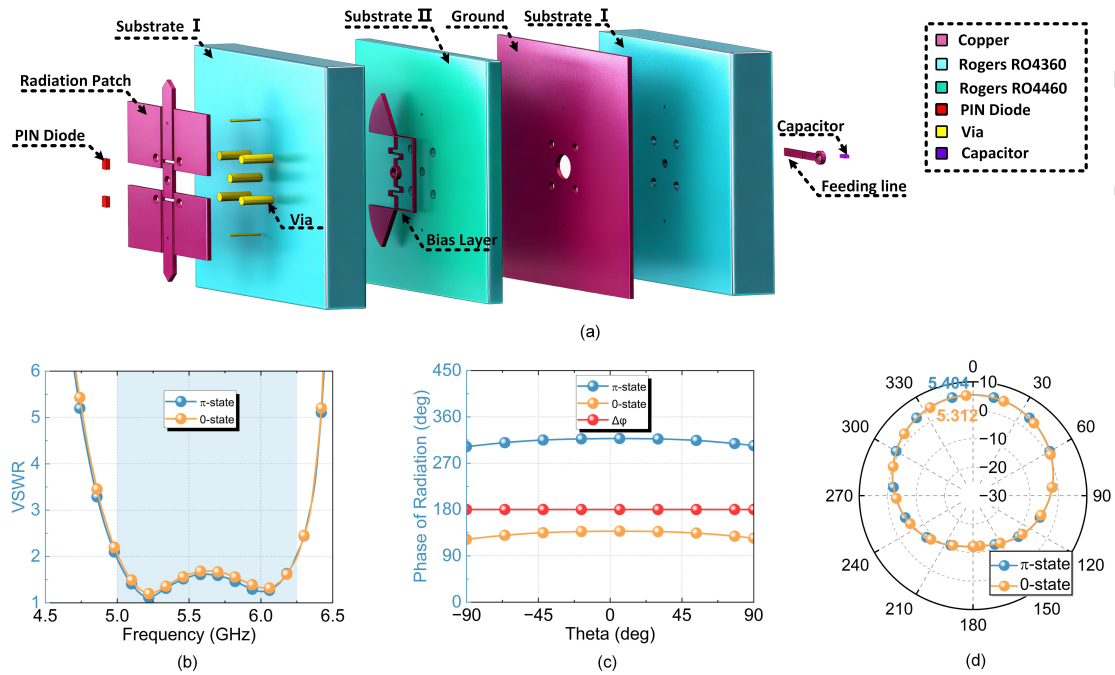 Substrate Ⅰ
Substrate Ⅱ
Ground
Substrate Ⅰ
Radiation Patch
PIN Diode
Via
Bias Layer
Capacitor
Feeding line
Copper
Rogers RO4360
Rogers RO4460
PIN Diode
Via
Capacitor
(a)
6
5
4
3
2
1
VSWR
π-state
0-state
4.5
5.0
5.5
6.0
6.5
Frequency (GHz)
(b)
450
360
270
180
90
0
Phase of Radiation (deg)
π-state
0-state
Δφ
−90
−45
0
45
90
Theta (deg)
(c)
0
30
60
90
120
150
180
210
240
270
300
330
10
0
−10
−20
−30
5.404
5.312
π-state
0-state
(d)